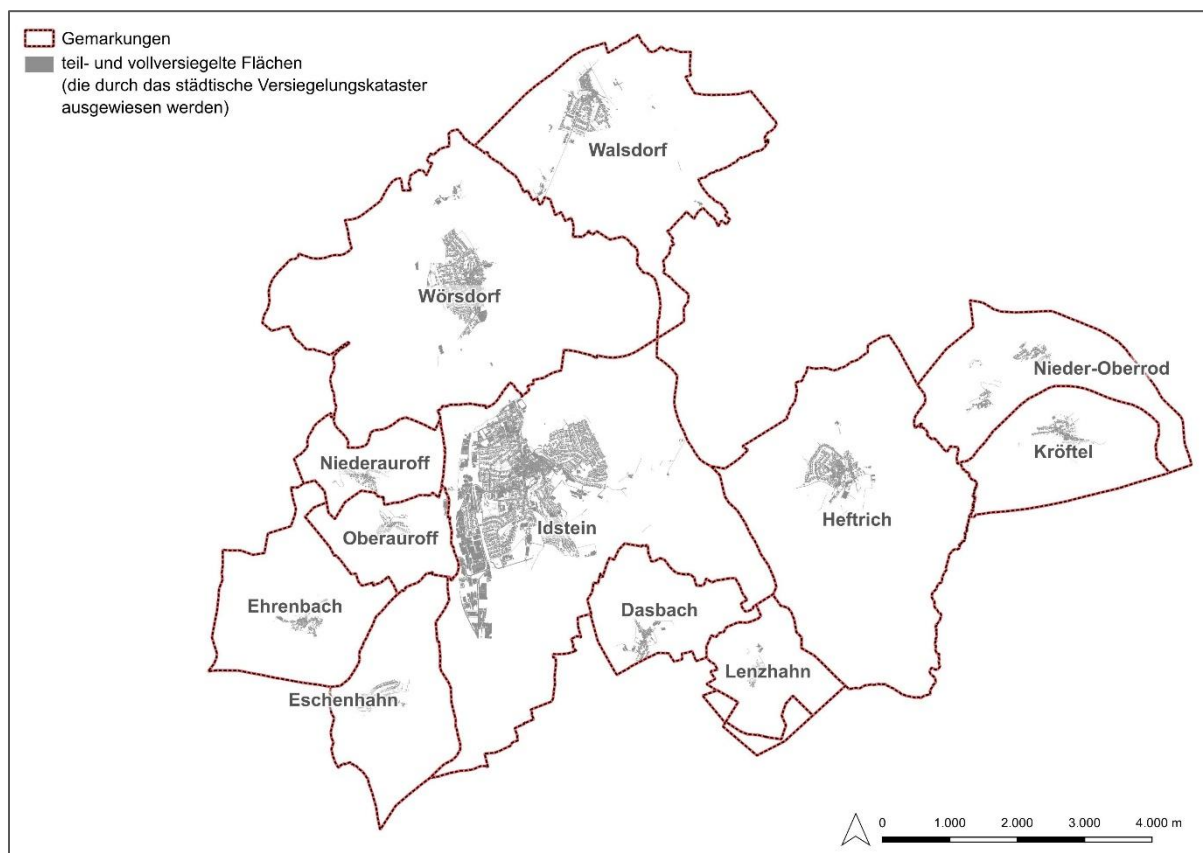 Gemarkungen
teil- und vollversiegelte Flächen
(die durch das städtische Versiegelungskataster
ausgewiesen werden)
Walsdorf
Wörsdorf
Nieder-Oberrod
Kröftel
Niederauroff
Heftrich
Idstein
Oberauroff
Ehrenbach
Dasbach
Lenzhahn
Eschenhahn
0 1.000 2.000 3.000 4.000 m